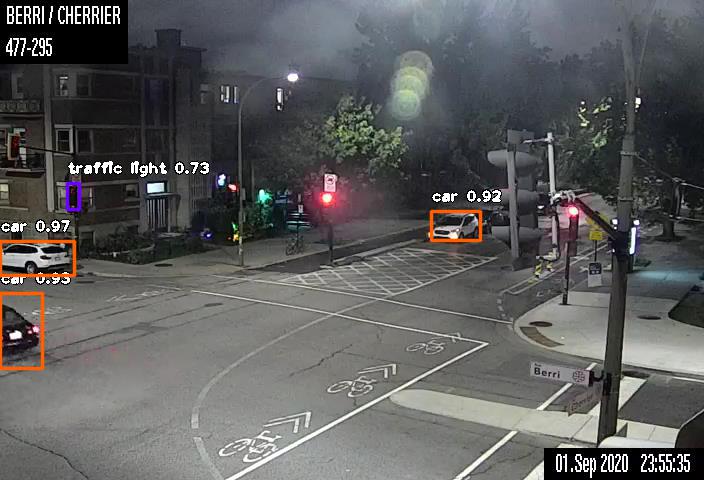 BERRI / CHERRIER
477-295
traffic light 0.73
car 0.92
car 0.97
car 0.93
Berri
Cherrier
01.Sep 2020 23:55:35